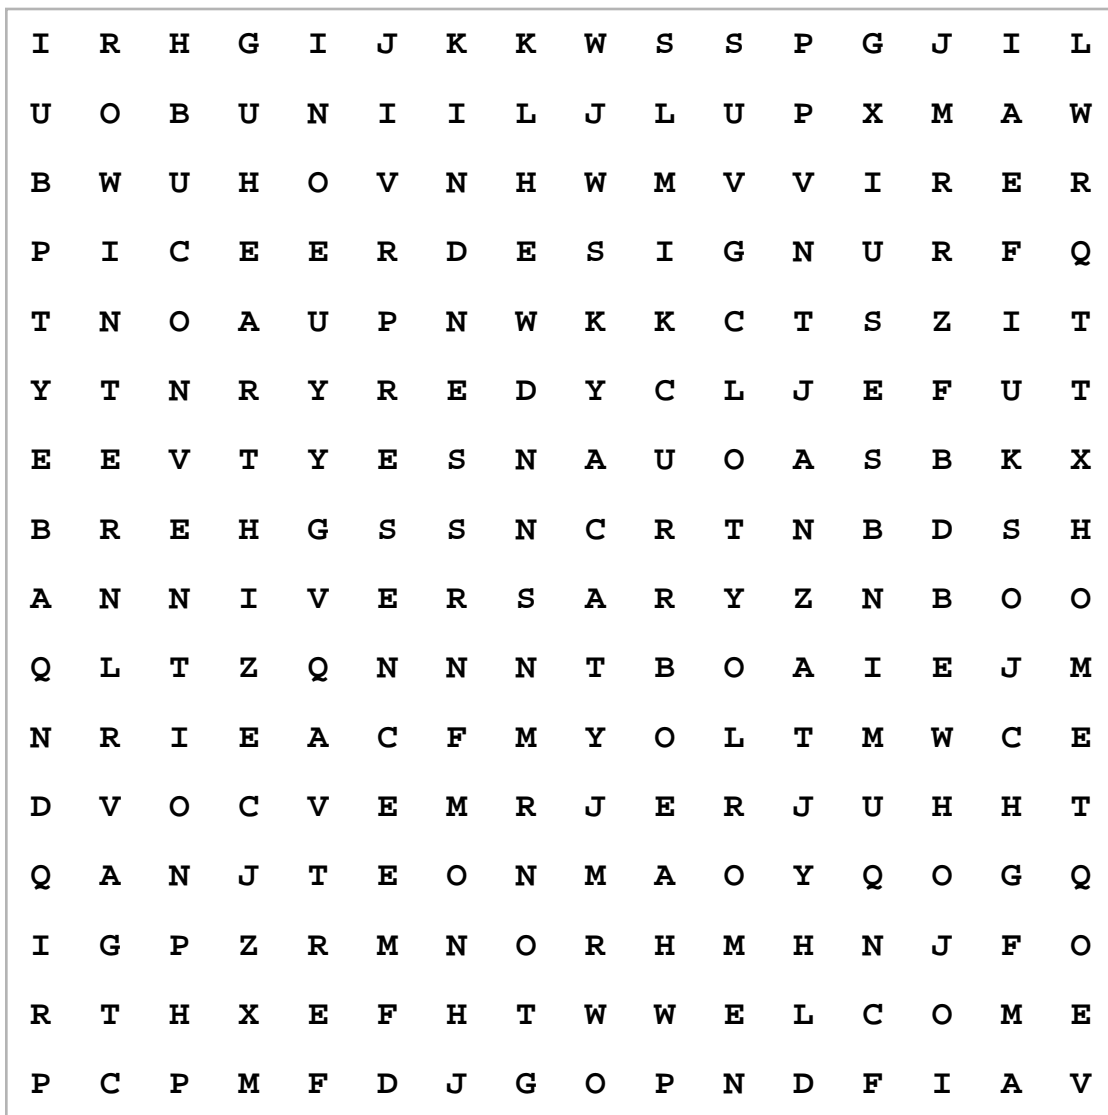 I R H G I J K K W S S P G J I L
U O B U N I I L J L U P X M A W
B W U H O V N H W M V V I R E R
P I C E E R D E S I G N U R F Q
T N O A U P N W K K C T S Z I T
Y T N R Y R E D Y C L J E F U T
E E V T Y E S N A U O A S B K X
B R E H G S S N C R T N B D S H
A N N I V E R S A R Y Z N B O O
Q L T Z Q N N N T B O A I E J M
N R I E A C F M Y O L T M W C E
D V O C V E M R J E R J U H H T
Q A N J T E O N M A O Y Q O G Q
I G P Z R M N O R H M H N J F O
R T H X E F H T W W E L C O M E
P C P M F D J G O P N D F I A V